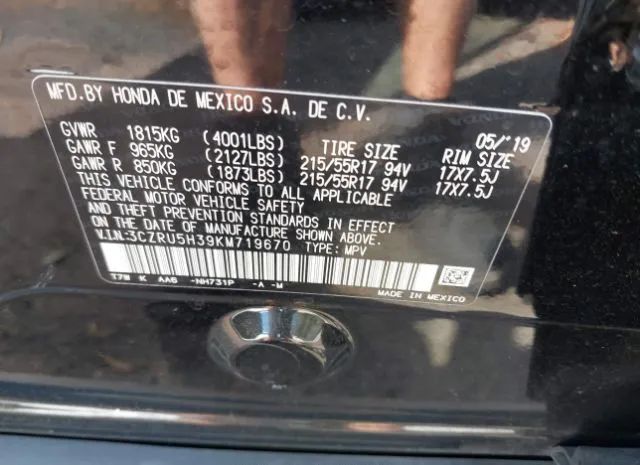 MFD.BY HONDA DE MEXICO S.A. DE C.V.
05/'19
GVWR 1815KG (4001LBS) TIRE SIZE RIM SIZE
GAWR F 965KG (2127LBS) 215/55R17 94V 17X7.5J
GAWR R 850KG (1873LBS) 215/55R17 94V 17X7.5J
THIS VEHICLE CONFORMS TO ALL APPLICABLE
FEDERAL MOTOR VEHICLE SAFETY
AND THEFT PREVENTION STANDARDS IN EFFECT
ON THE DATE OF MANUFACTURE SHOWN ABOVE.
V.I.N:3CZRU5H39KM719670 TYPE: MPV
T7W K AA6 -NH731P -A -M
MADE IN MEXICO